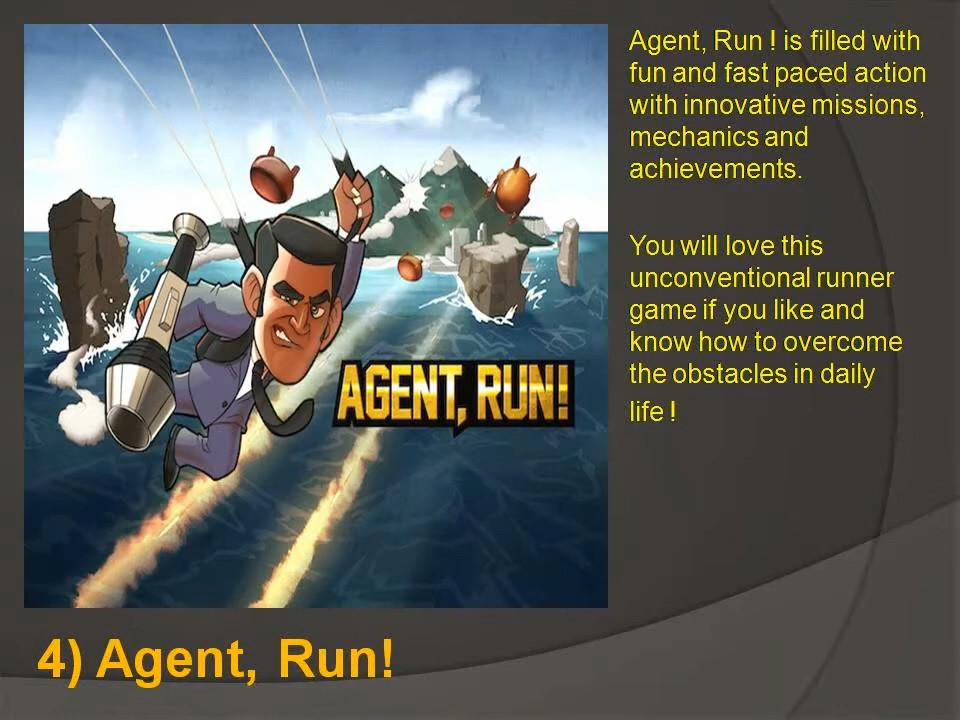 Agent, Run ! is filled with
fun and fast paced action
with innovative missions,
mechanics and
achievements.
You will love this
unconventional runner
game if you like and
know how to overcome
the obstacles in daily
life !
AGENT, RUN!
4) Agent, Run!